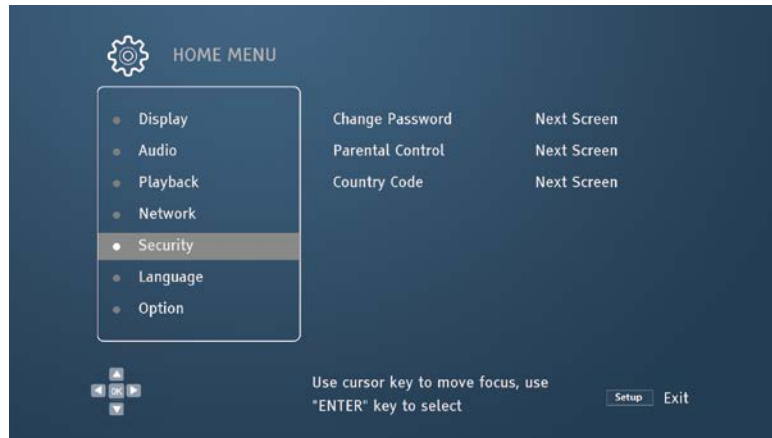 HOME MENU
Display
Audio
Playback
Network
Security
Language
Option
Change Password Next Screen
Parental Control Next Screen
Country Code Next Screen
OK
Use cursor key to move focus, use
"ENTER" key to select
Setup Exit